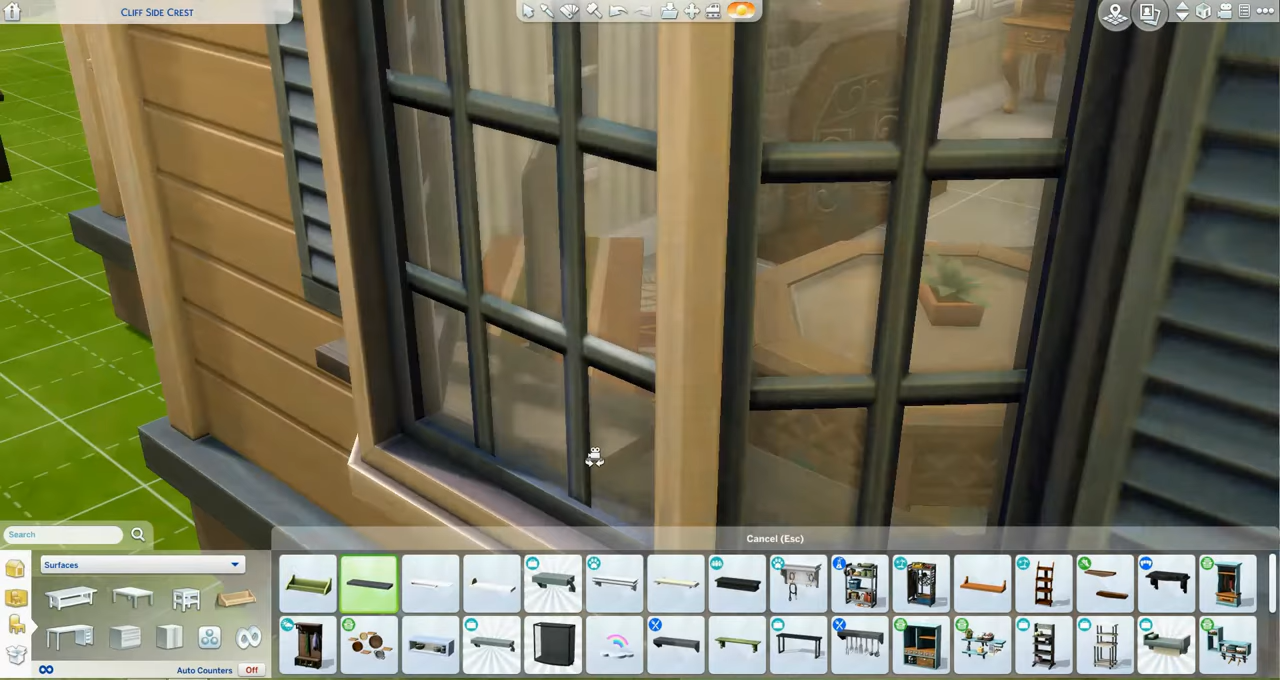 CLIFF SIDE CREST
Cancel (Esc)
Search
Surfaces
Auto Counters
Off